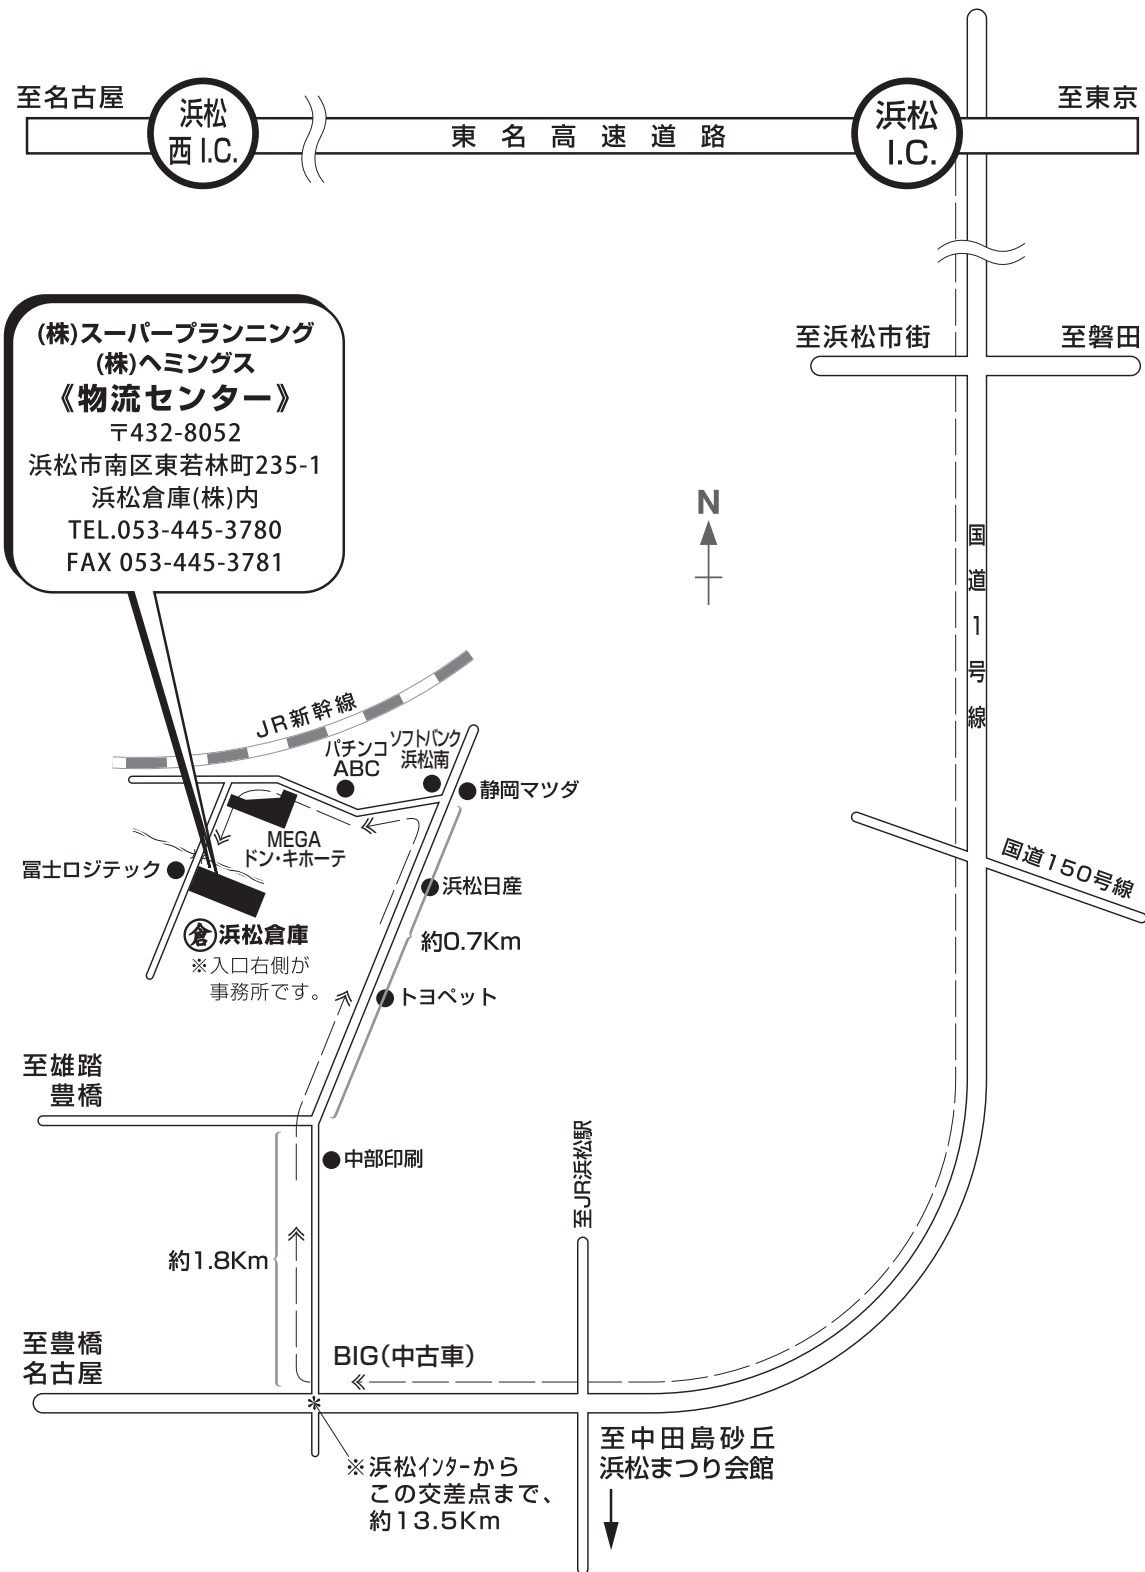 至名古屋
浜松
西 I.C.
東名高速道路
浜松
I.C.
至東京
(株)スーパープランニング
(株)ヘミングス
《物流センター》
〒432-8052
浜松市南区東若林町235-1
浜松倉庫(株)内
TEL.053-445-3780
FAX 053-445-3781
至浜松市街
至磐田
N
国道1号線
JR新幹線
パチンコ
ABC
ソフトバンク
浜松南
静岡マツダ
MEGA
ドン・キホーテ
冨士ロジテック
浜松日産
国道150号線
倉 浜松倉庫
※入口右側が
事務所です。
約0.7Km
トヨペット
至雄踏
豊橋
中部印刷
至JR浜松駅
約1.8Km
至豊橋
名古屋
BIG(中古車)
*
※浜松インターから
この交差点まで、
約13.5Km
至中田島砂丘
浜松まつり会館